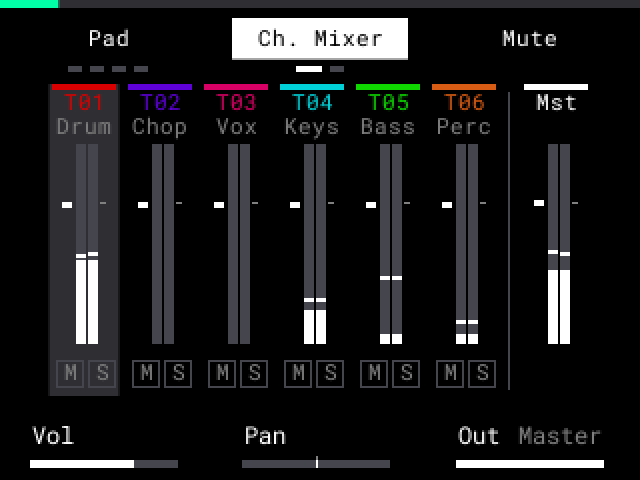 Pad Ch. Mixer Mute
T01 T02 T03 T04 T05 T06 Mst
Drum Chop Vox Keys Bass Perc
M S M S M S M S M S M S
Vol Pan Out Master